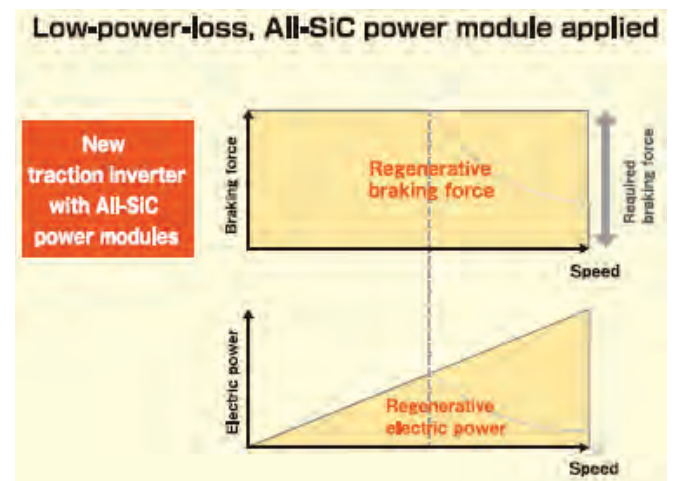 Low-power-loss, All-SiC power module applied
New
traction inverter
with All-SiC
power modules
Braking force
Regenerative
braking force
Required
braking force
Speed
Electric power
Regenerative
electric power
Speed